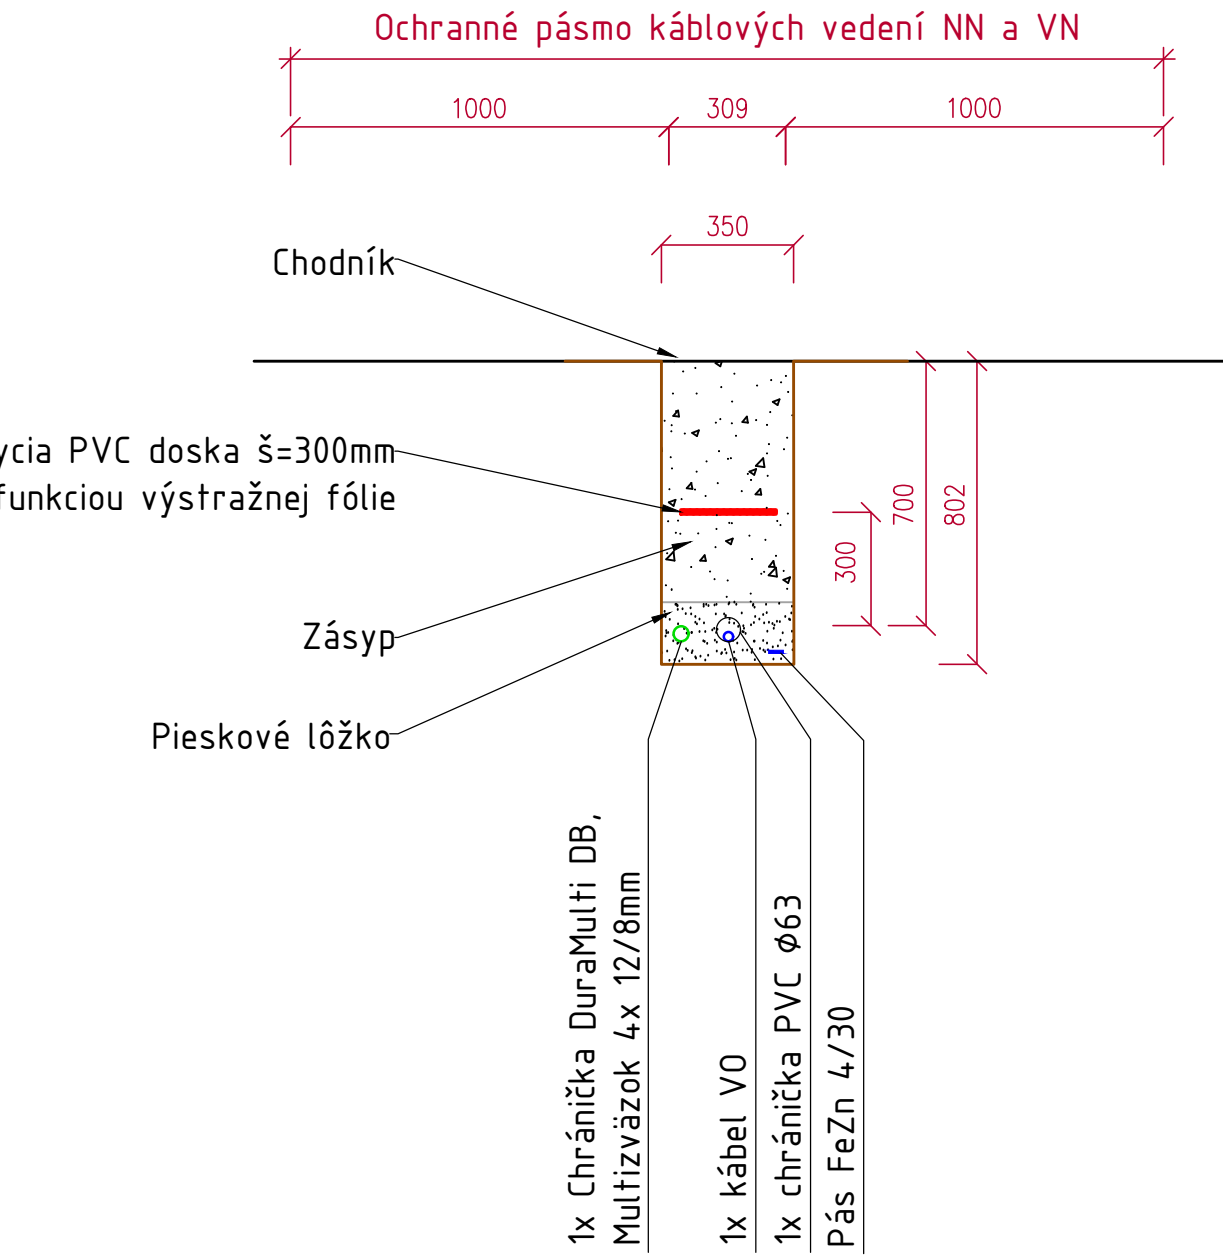 Ochranné pásmo káblových vedení NN a VN
1000
309
1000
350
Chodník
PVC doska š=300mm
funkciou výstražnej fólie
700
802
300
Zásyp
Pieskové lôžko
1x Chránička DuraMulti DB,
Multizväzok 4x 12/8mm
1x kábel VO
1x chránička PVC ø63
Pás FeZn 4/30